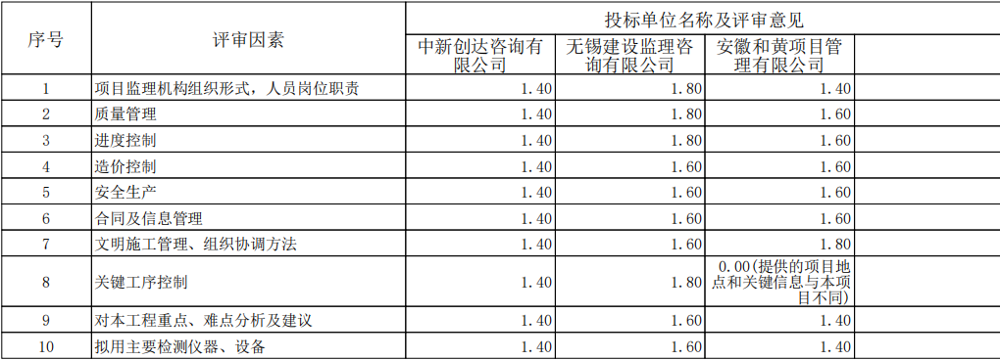 序号
评审因素
投标单位名称及评审意见
中新创达咨询有
限公司
无锡建设监理咨
询有限公司
安徽和黄项目管
理有限公司
1 项目监理机构组织形式，人员岗位职责 1.40 1.80 1.40
2 质量管理 1.40 1.80 1.60
3 进度控制 1.40 1.80 1.60
4 造价控制 1.40 1.60 1.60
5 安全生产 1.40 1.60 1.60
6 合同及信息管理 1.40 1.60 1.60
7 文明施工管理、组织协调方法 1.40 1.60 1.80
8 关键工序控制 1.40 1.80 0.00(提供的项目地
点和关键信息与本项
目不同)
9 对本工程重点、难点分析及建议 1.40 1.60 1.40
10 拟用主要检测仪器、设备 1.40 1.60 1.40